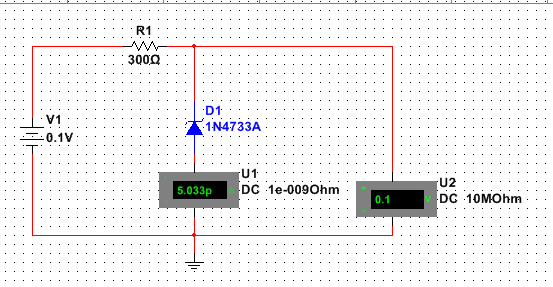 R1
300Ω
V1
0.1V
D1
1N4733A
U1
5.033p
DC 1e-009Ohm
U2
+
0.1 V
DC 10MOhm